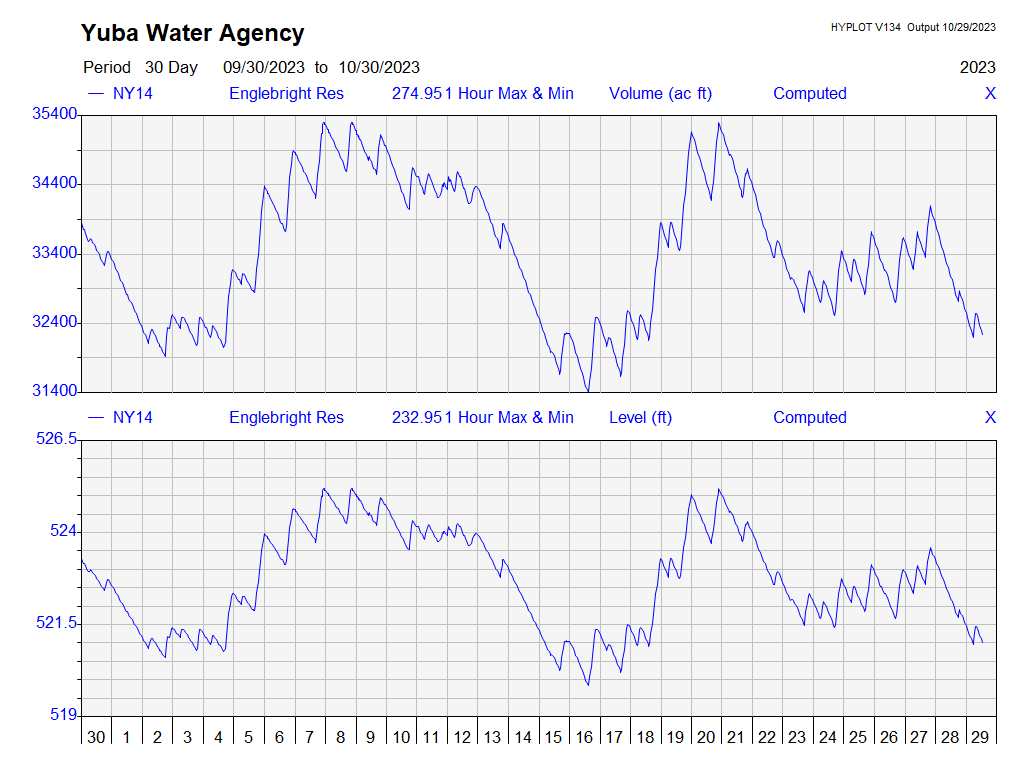 Yuba Water Agency
HYPLOT V134 Output 10/29/2023
Period 30 Day 09/30/2023 to 10/30/2023
2023
NY14 Englebright Res 274.951 Hour Max & Min Volume (ac ft) Computed X
35400
34400
33400
32400
31400
NY14 Englebright Res 232.951 Hour Max & Min Level (ft) Computed X
526.5
524
521.5
519
30 1 2 3 4 5 6 7 8 9 10 11 12 13 14 15 16 17 18 19 20 21 22 23 24 25 26 27 28 29